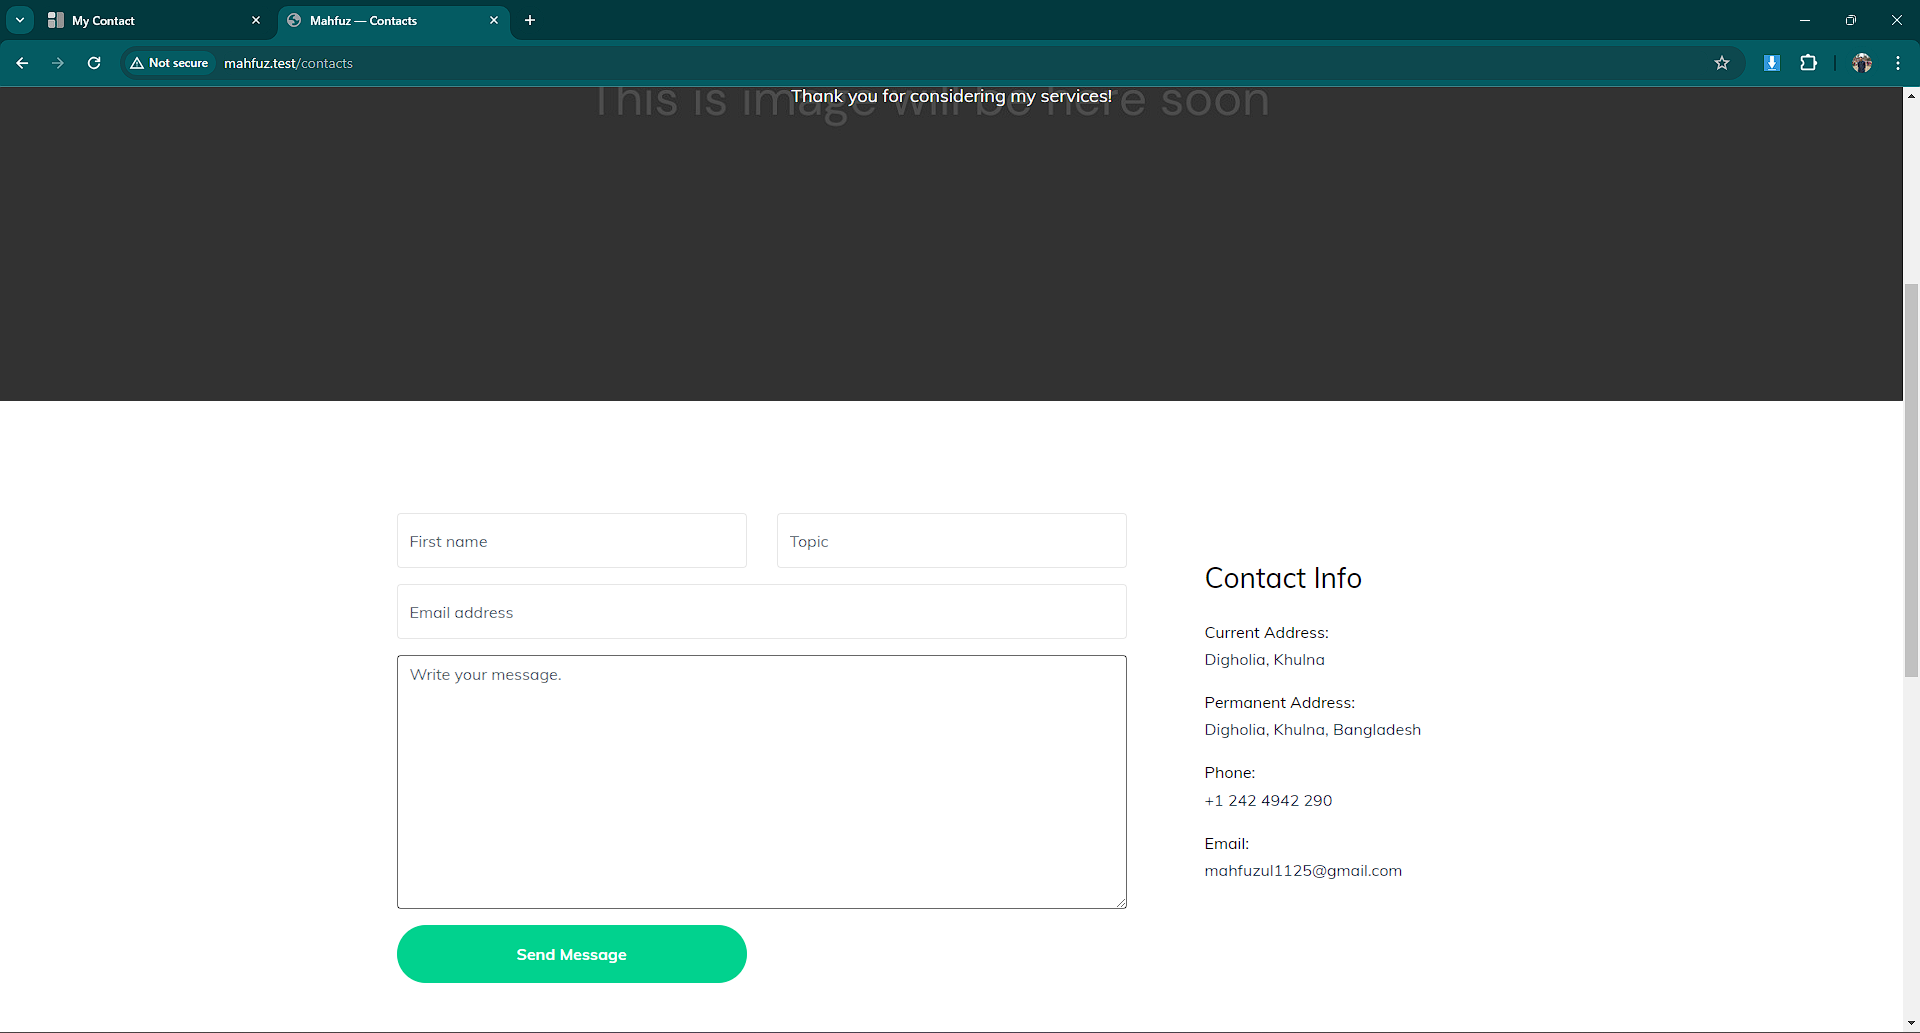 My Contact
Mahfuz — Contacts
Not secure
mahfuz.test/contacts
This is image will be here soon
Thank you for considering my services!
First name
Topic
Email address
Write your message.
Send Message
Contact Info
Current Address:
Digholia, Khulna
Permanent Address:
Digholia, Khulna, Bangladesh
Phone:
+1 242 4942 290
Email:
mahfuzul1125@gmail.com